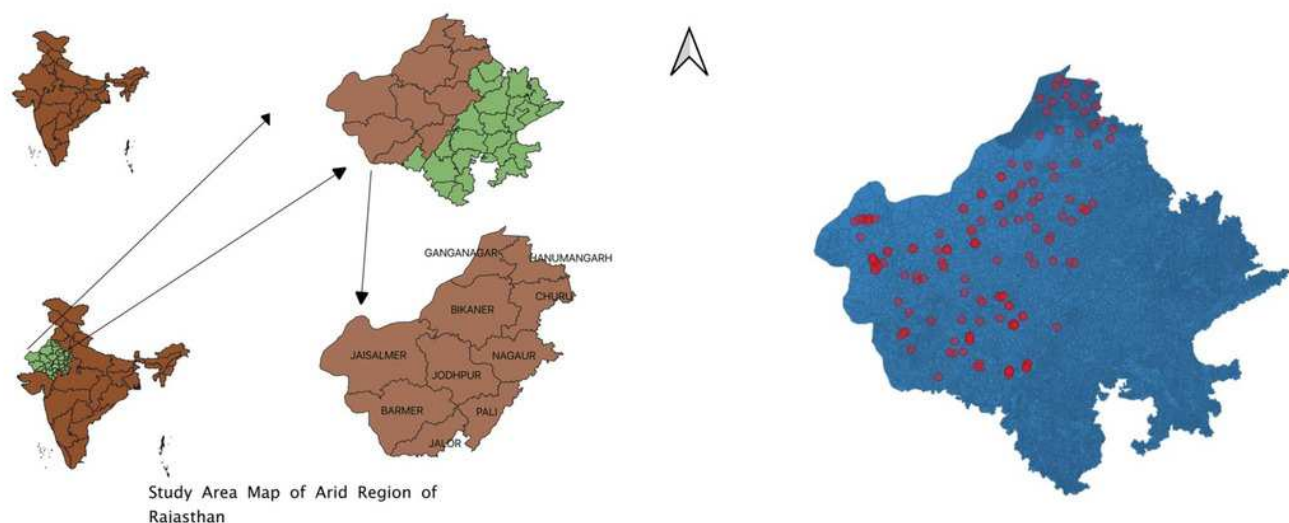 GANGANAGAR
HANUMANGARH
CHURU
BIKANER
JAISALMER
NAGAUR
JODHPUR
BARMER
PALI
JALOR
Study Area Map of Arid Region of
Rajasthan